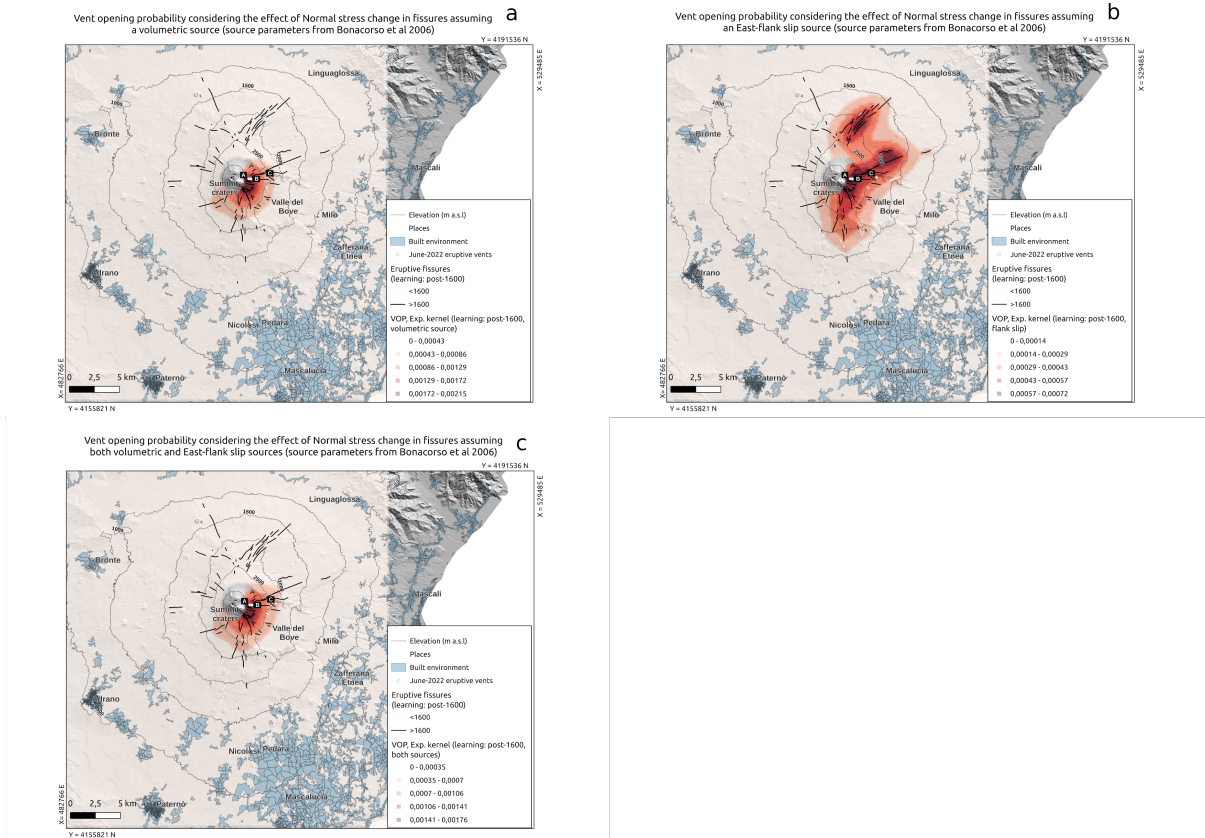 Vent opening probability considering the effect of Normal stress change in fissures assuming
a volumetric source (source parameters from Bonacorso et al 2006)
a
Y = 4191536 N
X = 529485 E
Linguaglossa
1500
1000
Bronte
2500
Mascali
A
B
C
Summit
craters
Valle del
Bove
Milo
Zafferana
Etnea
Nicolosi
Pedara
Mascalucia
Paternò
0 2,5 5 km
X= 482766 E
Y = 4155821 N
Elevation (m a.s.l)
Places
Built environment
June-2022 eruptive vents
Eruptive fissures
(learning: post-1600)
<1600
>1600
VOP, Exp. kernel (learning: post-1600,
volumetric source)
0 - 0,00043
0,00043 - 0,00086
0,00086 - 0,00129
0,00129 - 0,00172
0,00172 - 0,00215
Vent opening probability considering the effect of Normal stress change in fissures assuming
an East-flank slip source (source parameters from Bonacorso et al 2006)
b
Y = 4191536 N
X = 529485 E
Linguaglossa
1500
1000
Bronte
2500
Mascali
A
B
C
Summit
craters
Valle del
Bove
Milo
Zafferana
Etnea
Nicolosi
Pedara
Mascalucia
Paternò
0 2,5 5 km
X= 482766 E
Y = 4155821 N
Elevation (m a.s.l)
Places
Built environment
June-2022 eruptive vents
Eruptive fissures
(learning: post-1600)
<1600
>1600
VOP, Exp. kernel (learning: post-1600,
flank slip)
0 - 0,00014
0,00014 - 0,00029
0,00029 - 0,00043
0,00043 - 0,00057
0,00057 - 0,00072
Vent opening probability considering the effect of Normal stress change in fissures assuming
both volumetric and East-flank slip sources (source parameters from Bonacorso et al 2006)
c
Y = 4191536 N
X = 529485 E
Linguaglossa
1500
1000
Bronte
2500
Mascali
A
B
C
Summit
craters
Valle del
Bove
Milo
Zafferana
Etnea
Nicolosi
Pedara
Mascalucia
Paternò
0 2,5 5 km
X= 482766 E
Y = 4155821 N
Elevation (m a.s.l)
Places
Built environment
June-2022 eruptive vents
Eruptive fissures
(learning: post-1600)
<1600
>1600
VOP, Exp. kernel (learning: post-1600,
both sources)
0 - 0,00035
0,00035 - 0,0007
0,0007 - 0,00106
0,00106 - 0,00141
0,00141 - 0,00176